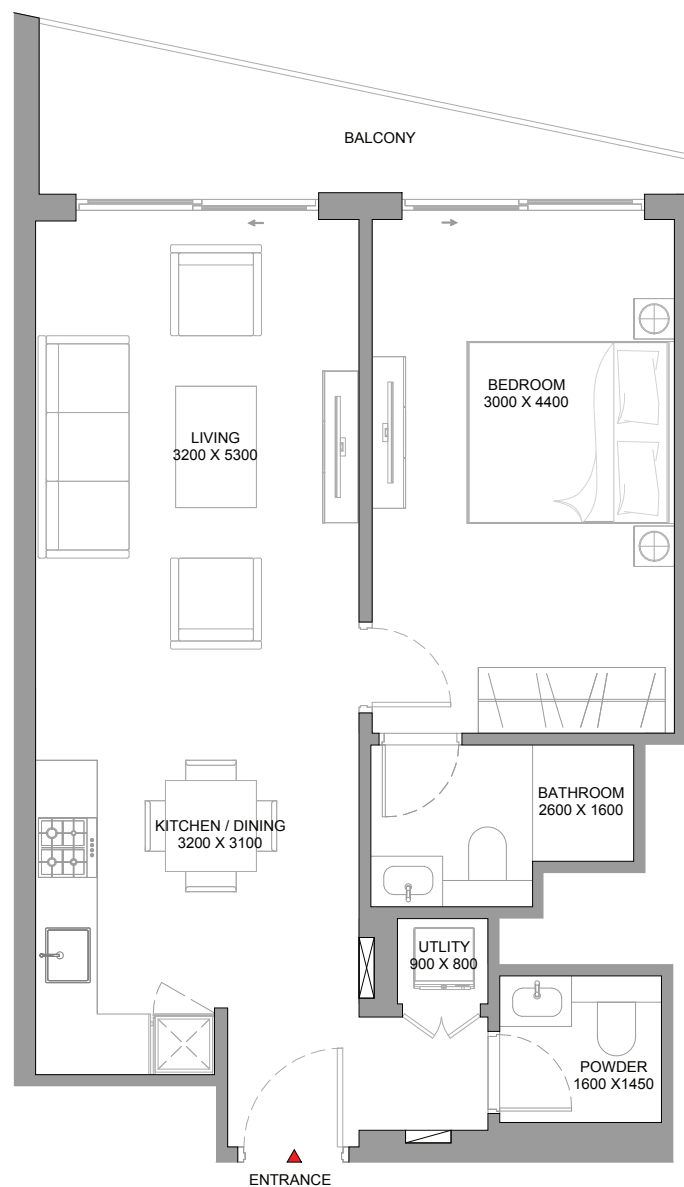 BALCONY
BEDROOM
3000 X 4400
LIVING
3200 X 5300
BATHROOM
2600 X 1600
KITCHEN / DINING
3200 X 3100
UTLITY
900 X 800
POWDER
1600 X1450
ENTRANCE